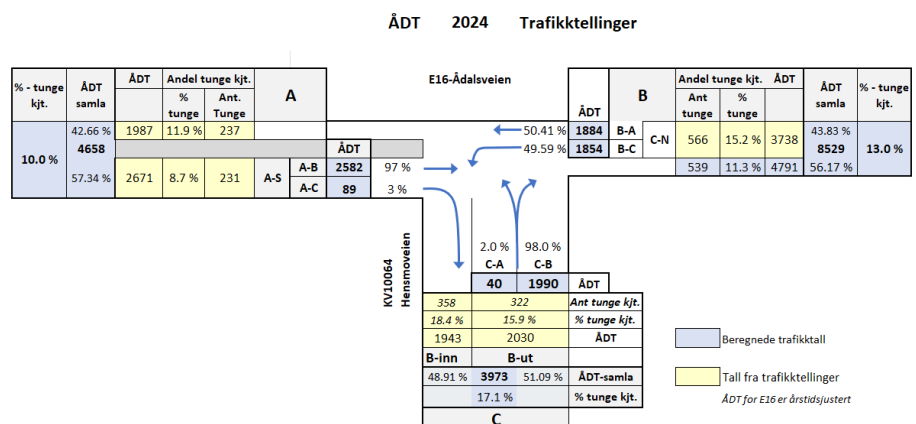 ÅDT 2024 Trafikktellinger
E16-Ådalsveien
% - tunge kjt. ÅDT samla ÅDT Andel tunge kjt. A
% tunge Ant. Tunge
42.66 % 1987 11.9 % 237
10.0 % 4658 ÅDT
57.34 % 2671 8.7 % 231 A-S A-B 2582 97 %
A-C 89 3 %
ÅDT B Andel tunge kjt. ÅDT ÅDT samla % - tunge kjt.
Ant tunge % tunge
50.41 % 1884 B-A C-N 566 15.2 % 3738 43.83 %
49.59 % 1854 B-C 8529 13.0 %
539 11.3 % 4791 56.17 %
KV10064
Hensmoveien
2.0 % 98.0 %
C-A C-B
40 1990 ÅDT
358 322 Ant tunge kjt.
18.4 % 15.9 % % tunge kjt.
1943 2030 ÅDT
B-inn B-ut
48.91 % 3973 51.09 % ÅDT-samla
17.1 % % tunge kjt.
C
Beregnede trafikktall
Tall fra trafikktellinger
ÅDT for E16 er årstidsjustert